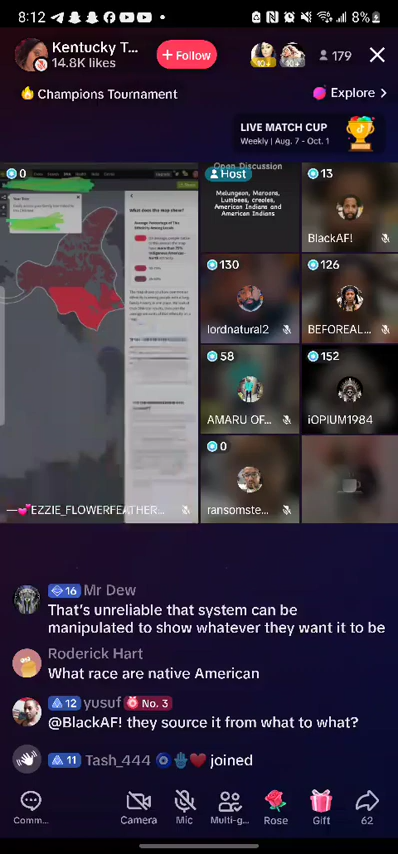 8:12
8%
Kentucky T...
14.8K likes
+ Follow
10+
10+
179
Champions Tournament
Explore >
LIVE MATCH CUP
Weekly | Aug. 7 - Oct. 1
0
What does the map show?
Open Discussion
Host
Melungeon, Maroons,
Lumbees, creoles,
American Indians and
American Indians
13
BlackAF!
130
lordnatural2
126
BEFOREAL...
58
AMARU OF...
152
iOPIUM1984
0
ransomste...
—💕EZZIE_FLOWERFEATHER...
16 Mr Dew
That's unreliable that system can be
manipulated to show whatever they want it to be
Roderick Hart
What race are native American
12 yusuf No. 3
@BlackAF! they source it from what to what?
11 Tash_444 🧿🪬❤️ joined
Comm...
Camera
Mic
Multi-g...
Rose
Gift
62